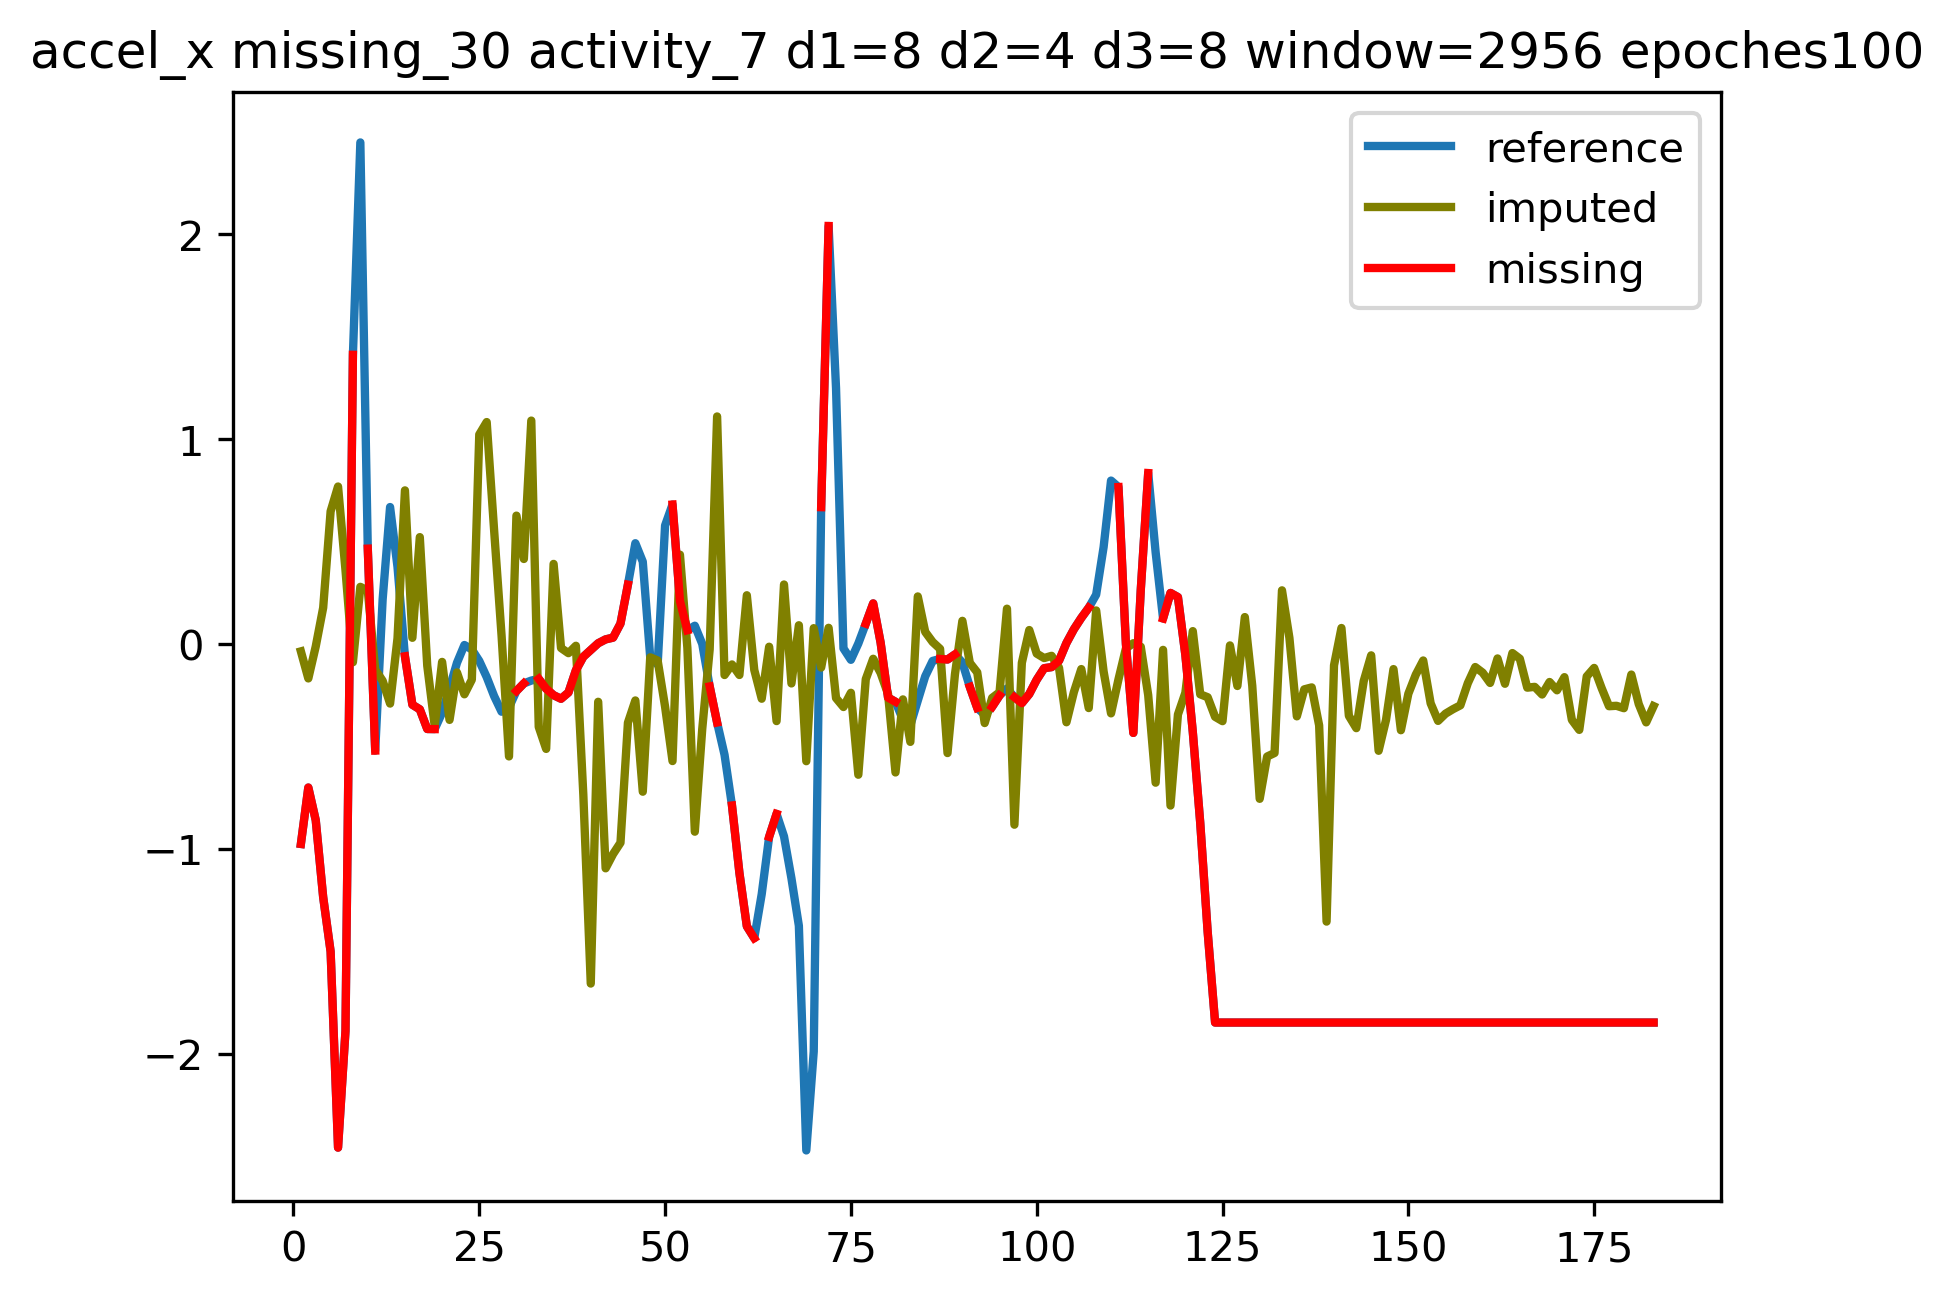 accel_x missing_30 activity_7 d1=8 d2=4 d3=8 window=2956 epoches100
reference
imputed
missing
2
1
0
−1
−2
0 25 50 75 100 125 150 175